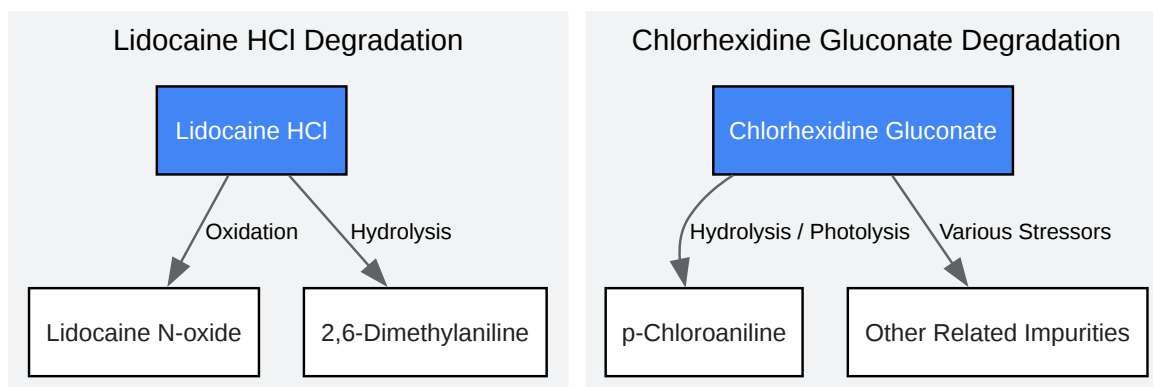 Lidocaine HCl Degradation
Lidocaine HCl
Oxidation
Hydrolysis
Lidocaine N-oxide
2,6-Dimethylaniline
Chlorhexidine Gluconate Degradation
Chlorhexidine Gluconate
Hydrolysis / Photolysis
Various Stressors
p-Chloroaniline
Other Related Impurities